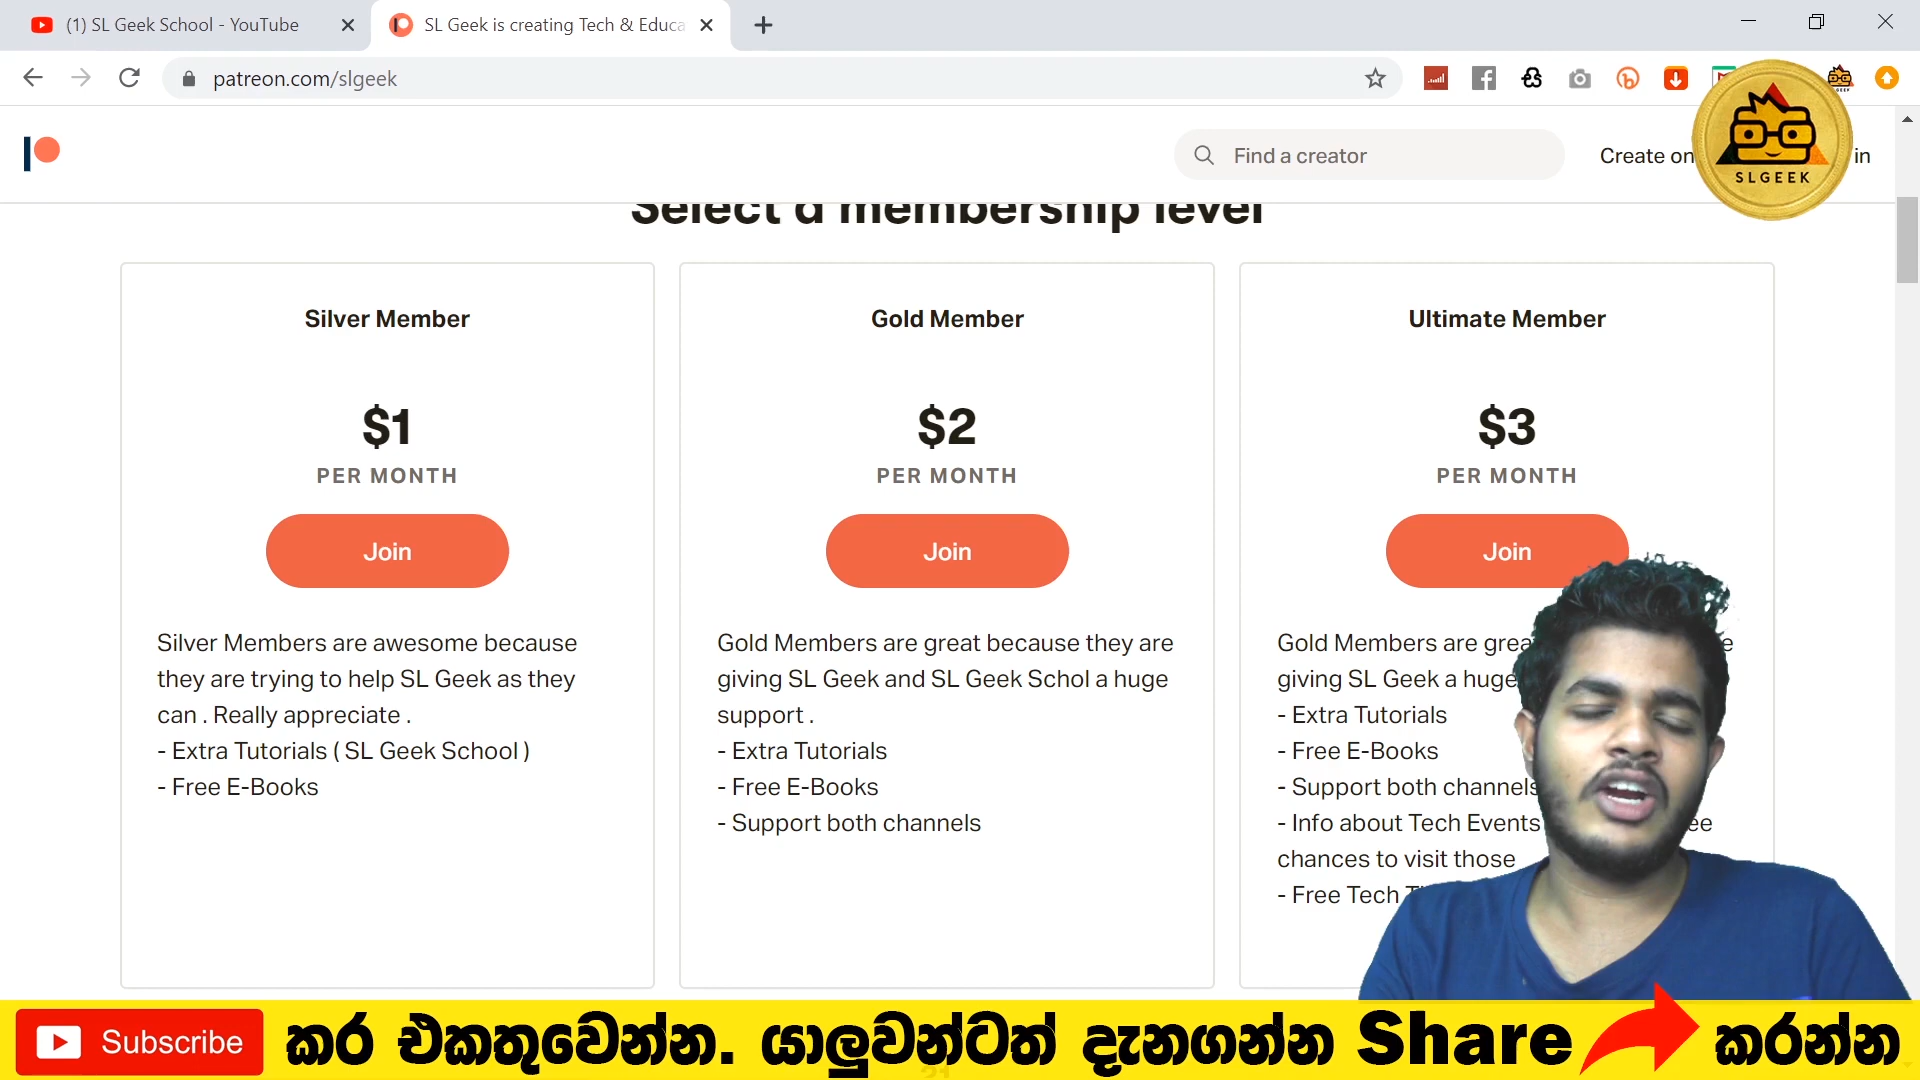 (1) SL Geek School - YouTube
SL Geek is creating Tech & Educa
patreon.com/slgeek
Find a creator
Create on
in
SLGEEK
Select a membership level
Silver Member
$1
PER MONTH
Join
Silver Members are awesome because
they are trying to help SL Geek as they
can . Really appreciate .
- Extra Tutorials ( SL Geek School )
- Free E-Books
Gold Member
$2
PER MONTH
Join
Gold Members are great because they are
giving SL Geek and SL Geek Schol a huge
support .
- Extra Tutorials
- Free E-Books
- Support both channels
Ultimate Member
$3
PER MONTH
Join
Gold Members are grea
giving SL Geek a huge
- Extra Tutorials
- Free E-Books
- Support both channels
- Info about Tech Events
chances to visit those
- Free Tech
Subscribe කර එකතුවෙන්න. යාලුවන්ටත් දැනගන්න Share කරන්න